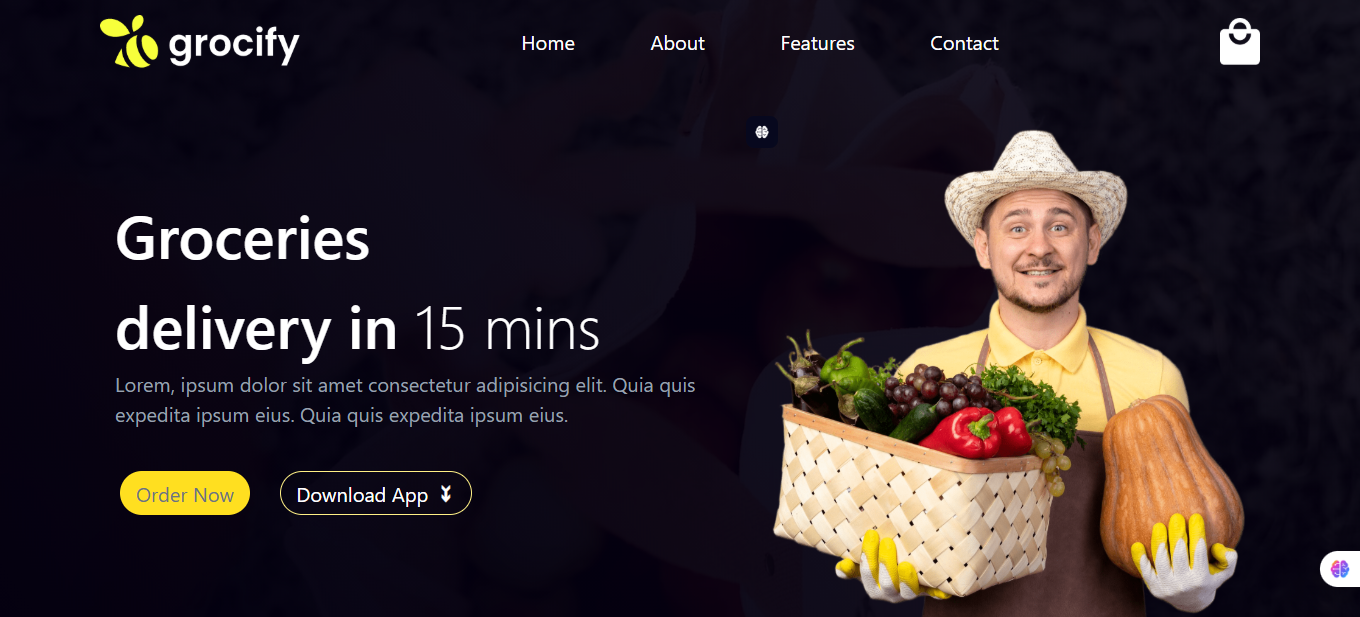 grocify
Home
About
Features
Contact
Groceries
delivery in 15 mins
Lorem, ipsum dolor sit amet consectetur adipisicing elit. Quia quis
expedita ipsum eius. Quia quis expedita ipsum eius.
Order Now
Download App